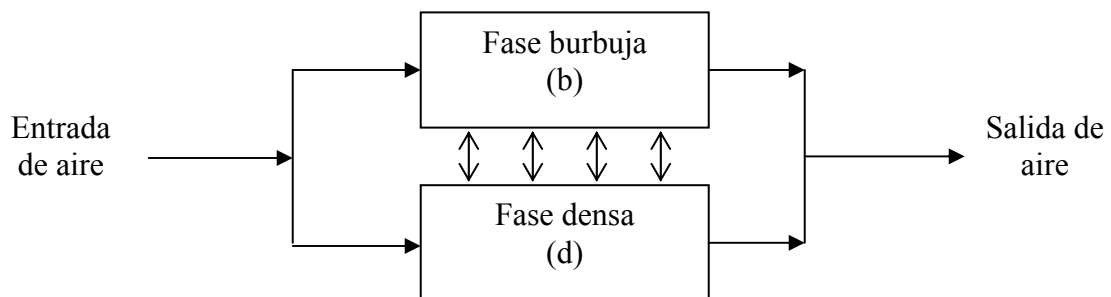 Entrada
de aire
Fase burbuja
(b)
Fase densa
(d)
Salida de
aire